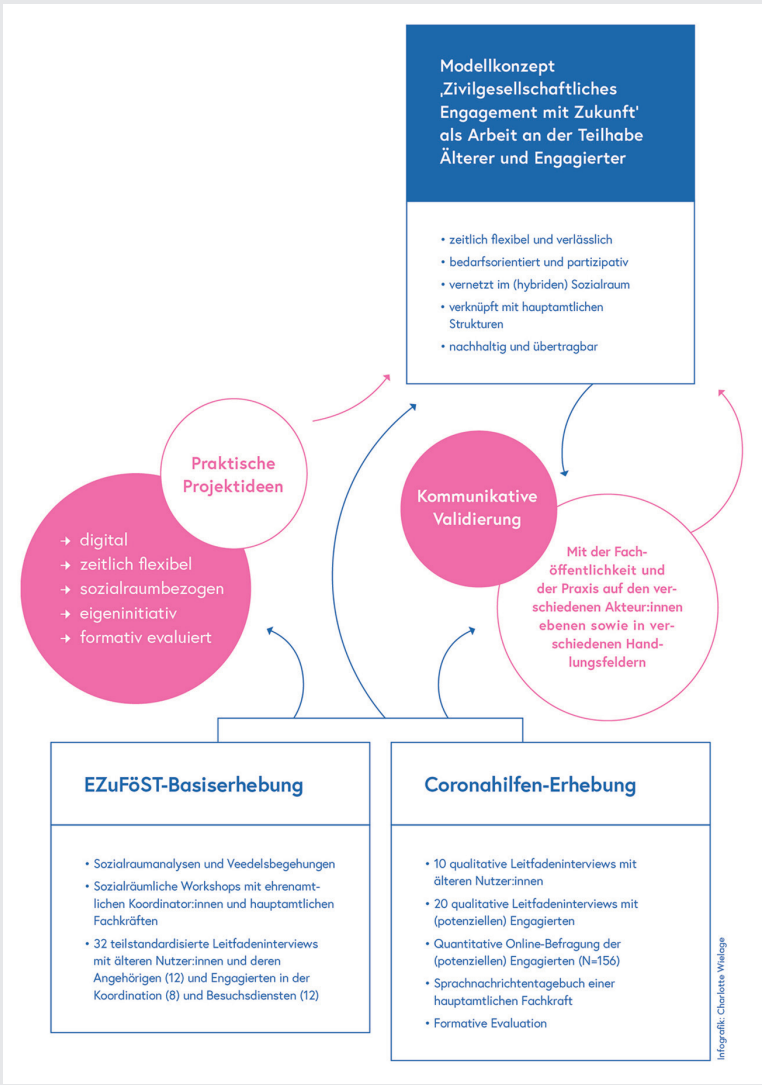 Modellkonzept
‚Zivilgesellschaftliches
Engagement mit Zukunft'
als Arbeit an der Teilhabe
Älterer und Engagierter
• zeitlich flexibel und verlässlich
• bedarfsorientiert und partizipativ
• vernetzt im (hybriden) Sozialraum
• verknüpft mit hauptamtlichen
Strukturen
• nachhaltig und übertragbar
Praktische
Projektideen
→ digital
→ zeitlich flexibel
→ sozialraumbezogen
→ eigeninitiativ
→ formativ evaluiert
Kommunikative
Validierung
Mit der Fach-
öffentlichkeit und
der Praxis auf den ver-
schiedenen Akteur:innen
ebenen sowie in ver-
schiedenen Hand-
lungsfeldern
EZuFöST-Basiserhebung
• Sozialraumanalysen und Veedelsbegehungen
• Sozialräumliche Workshops mit ehrenamt-
lichen Koordinator:innen und hauptamtlichen
Fachkräften
• 32 teilstandardisierte Leitfadeninterviews
mit älteren Nutzer:innen und deren
Angehörigen (12) und Engagierten in der
Koordination (8) und Besuchsdiensten (12)
Coronahilfen-Erhebung
• 10 qualitative Leitfadeninterviews mit
älteren Nutzer:innen
• 20 qualitative Leitfadeninterviews mit
(potenziellen) Engagierten
• Quantitative Online-Befragung der
(potenziellen) Engagierten (N=156)
• Sprachnachrichtentagebuch einer
hauptamtlichen Fachkraft
• Formative Evaluation
Infografik: Charlotte Wielage